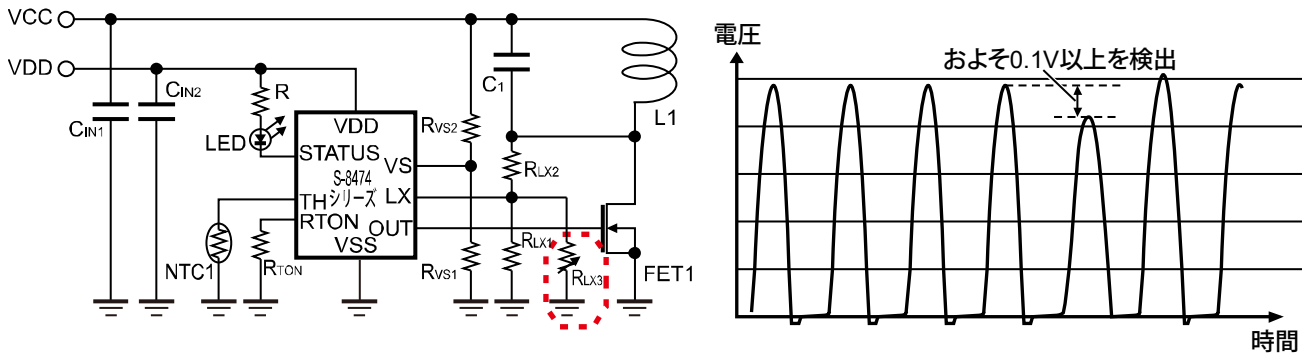 VCC
VDD
CIN1
CIN2
R
LED
VDD
STATUS
VS
S-8474
シリーズ
TH
LX
RTON
OUT
VSS
NTC1
RTON
RVS2
RVS1
C1
RLX2
RLX1
RLX3
L1
FET1
電圧
およそ0.1V以上を検出
時間